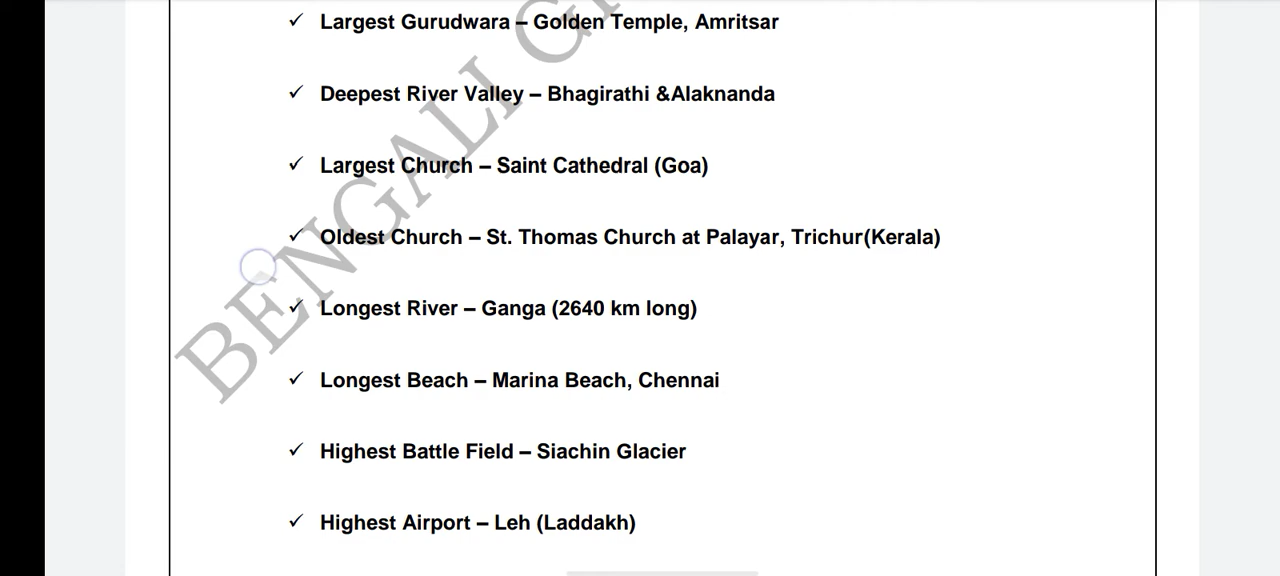 ✓ Largest Gurudwara – Golden Temple, Amritsar
✓ Deepest River Valley – Bhagirathi &Alaknanda
✓ Largest Church – Saint Cathedral (Goa)
✓ Oldest Church – St. Thomas Church at Palayar, Trichur(Kerala)
✓ Longest River – Ganga (2640 km long)
✓ Longest Beach – Marina Beach, Chennai
✓ Highest Battle Field – Siachin Glacier
✓ Highest Airport – Leh (Laddakh)
BENGALI